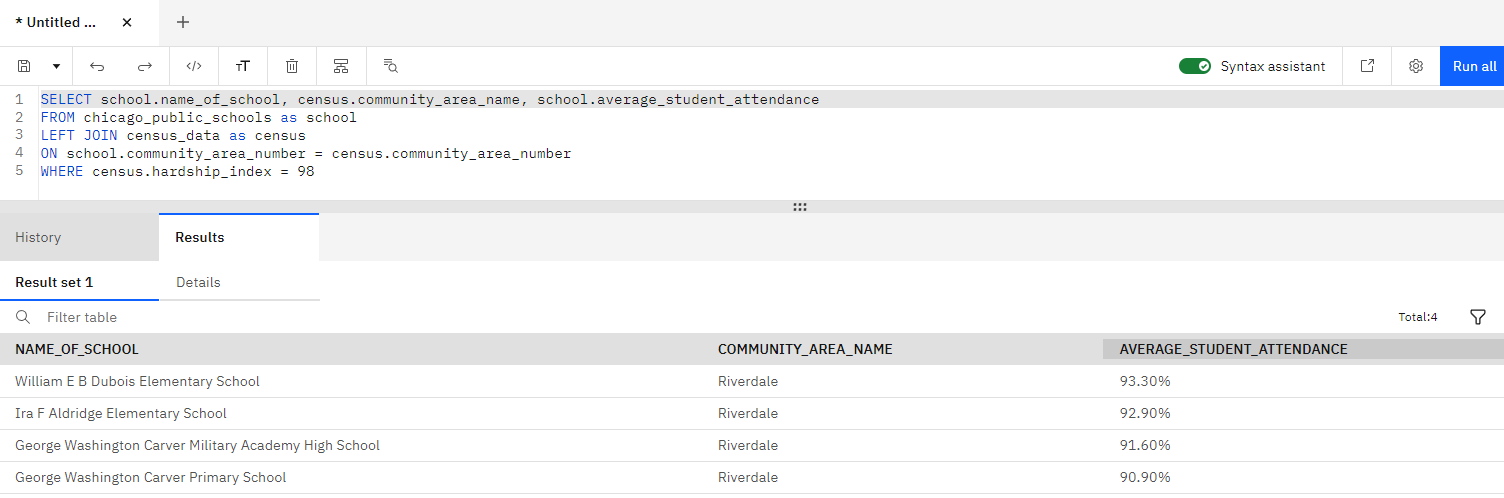 * Untitled ... × +
</> TT Syntax assistant Run all
1 SELECT school.name_of_school, census.community_area_name, school.average_student_attendance
2 FROM chicago_public_schools as school
3 LEFT JOIN census_data as census
4 ON school.community_area_number = census.community_area_number
5 WHERE census.hardship_index = 98
History Results
Result set 1 Details
Filter table Total:4
NAME_OF_SCHOOL COMMUNITY_AREA_NAME AVERAGE_STUDENT_ATTENDANCE
William E B Dubois Elementary School Riverdale 93.30%
Ira F Aldridge Elementary School Riverdale 92.90%
George Washington Carver Military Academy High School Riverdale 91.60%
George Washington Carver Primary School Riverdale 90.90%